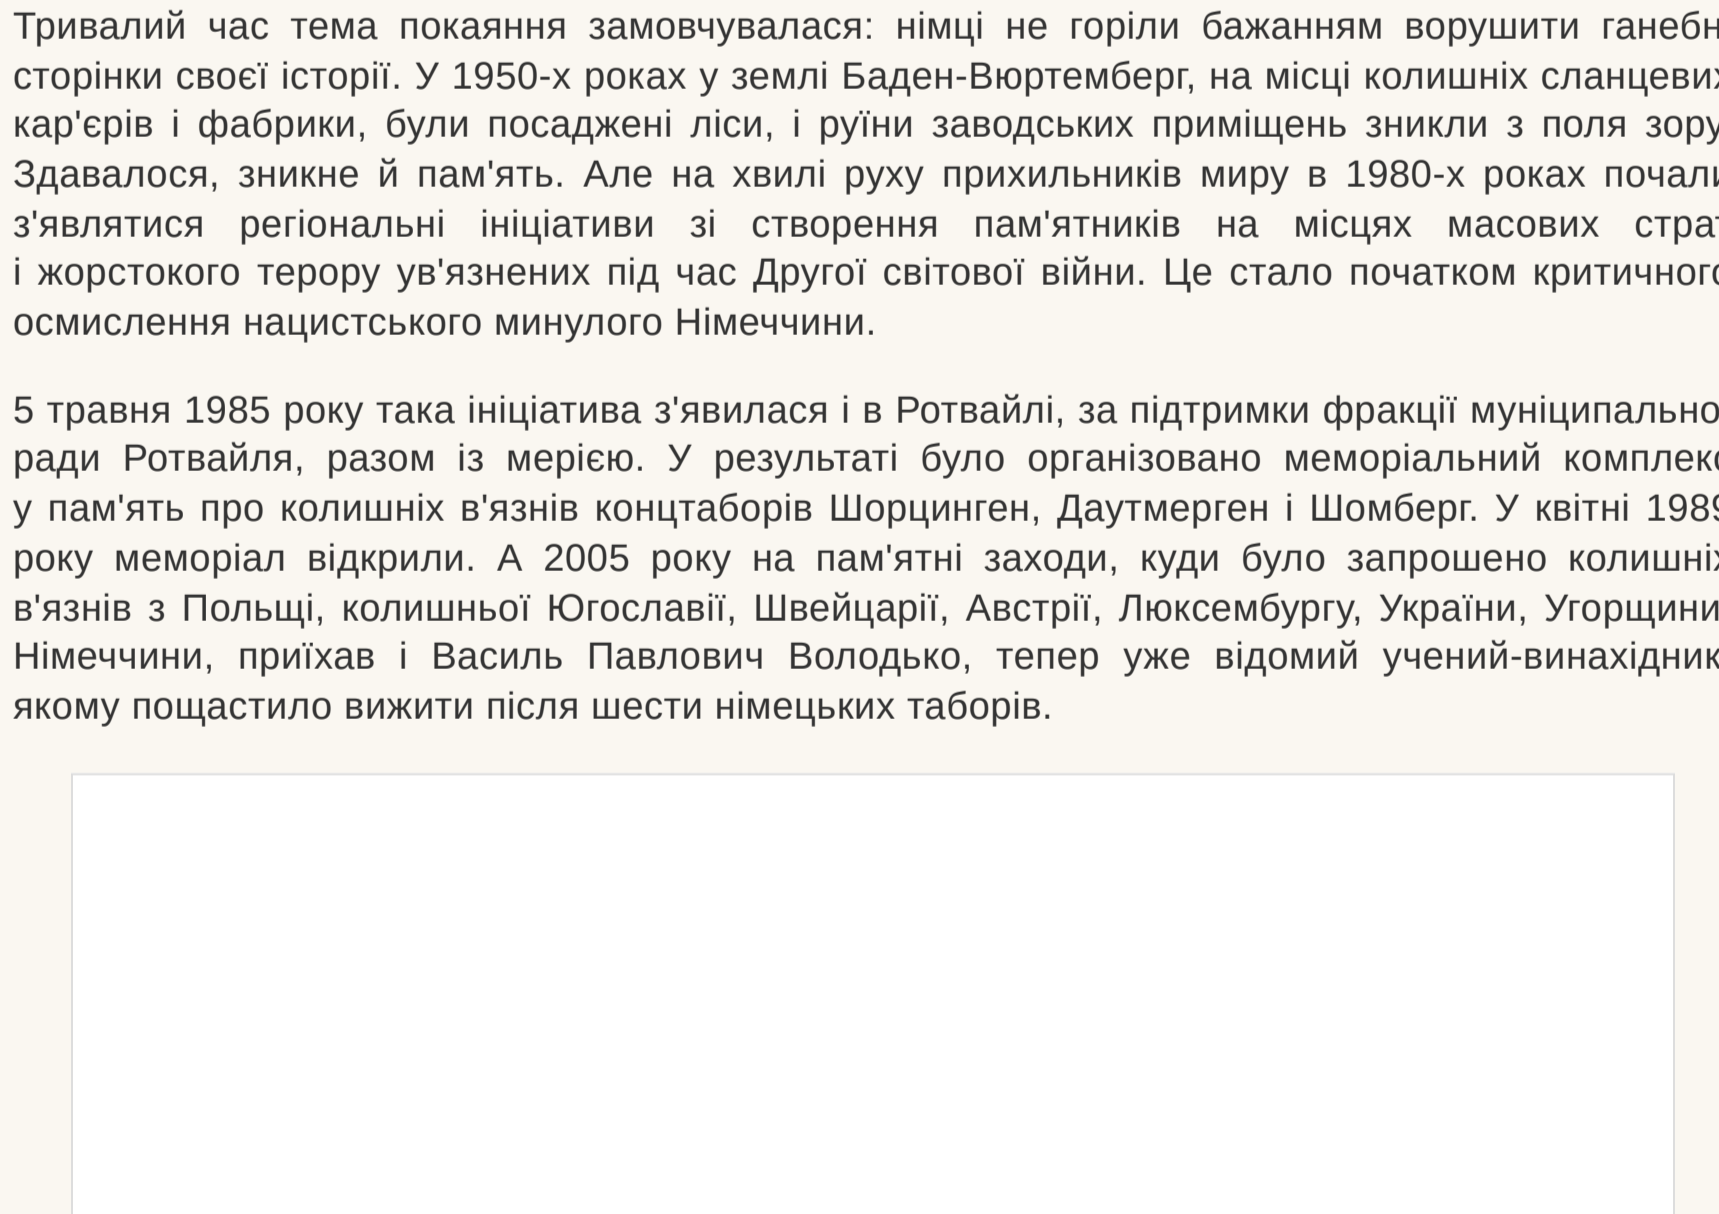 Тривалий час тема покаяння замовчувалася: німці не горіли бажанням ворушити ганебн
сторінки своєї історії. У 1950-х роках у землі Баден-Вюртемберг, на місці колишніх сланцевих
кар'єрів і фабрики, були посаджені ліси, і руїни заводських приміщень зникли з поля зору
Здавалося, зникне й пам'ять. Але на хвилі руху прихильників миру в 1980-х роках почали
з'являтися регіональні ініціативи зі створення пам'ятників на місцях масових страт
і жорстокого терору ув'язнених під час Другої світової війни. Це стало початком критичного
осмислення нацистського минулого Німеччини.
5 травня 1985 року така ініціатива з'явилася і в Ротвайлі, за підтримки фракції муніципально
ради Ротвайля, разом із мерією. У результаті було організовано меморіальний комплекс
у пам'ять про колишніх в'язнів концтаборів Шорцинген, Даутмерген і Шомберг. У квітні 1989
року меморіал відкрили. А 2005 року на пам'ятні заходи, куди було запрошено колишніх
в'язнів з Польщі, колишньої Югославії, Швейцарії, Австрії, Люксембургу, України, Угорщини
Німеччини, приїхав і Василь Павлович Володько, тепер уже відомий учений-винахідник
якому пощастило вижити після шести німецьких таборів.